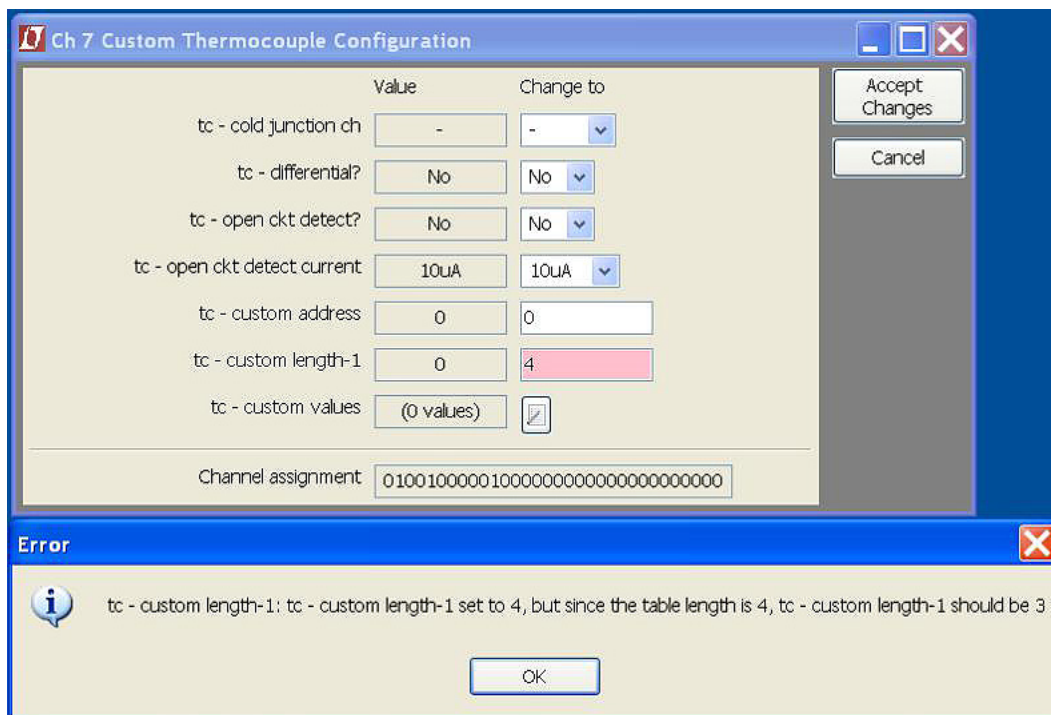 Ch 7 Custom Thermocouple Configuration
Value Change to
tc - cold junction ch - -
tc - differential? No No
tc - open ckt detect? No No
tc - open ckt detect current 10uA 10uA
tc - custom address 0 0
tc - custom length-1 0 4
tc - custom values (0 values)
Channel assignment 01001000001000000000000000000000
Accept
Changes
Cancel
Error
tc - custom length-1: tc - custom length-1 set to 4, but since the table length is 4, tc - custom length-1 should be 3
OK